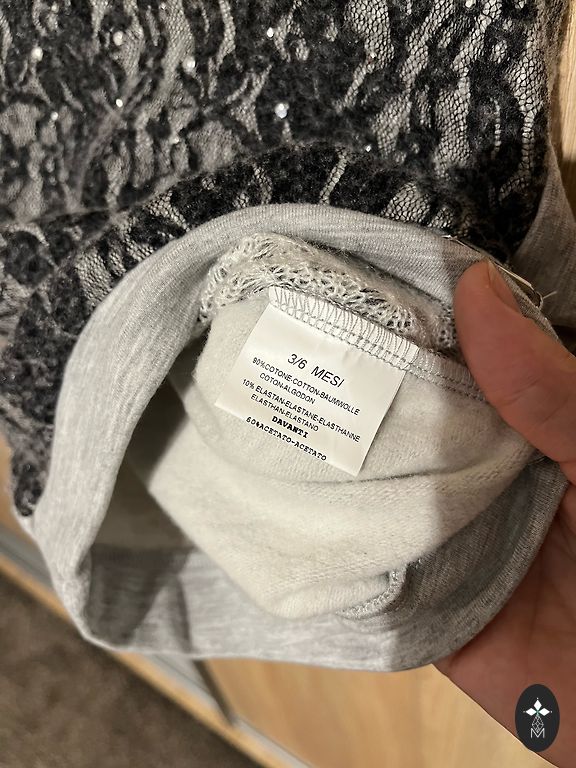 3/6 MESI
90%COTONE-COTTON-BAUMWOLLE
COTON-ALGODON
10% ELASTAN-ELASTANE-ELASTHANNE
ELASTHAN-ELASTANO
DAVANTI
60%ACETATO-ACETATO
M